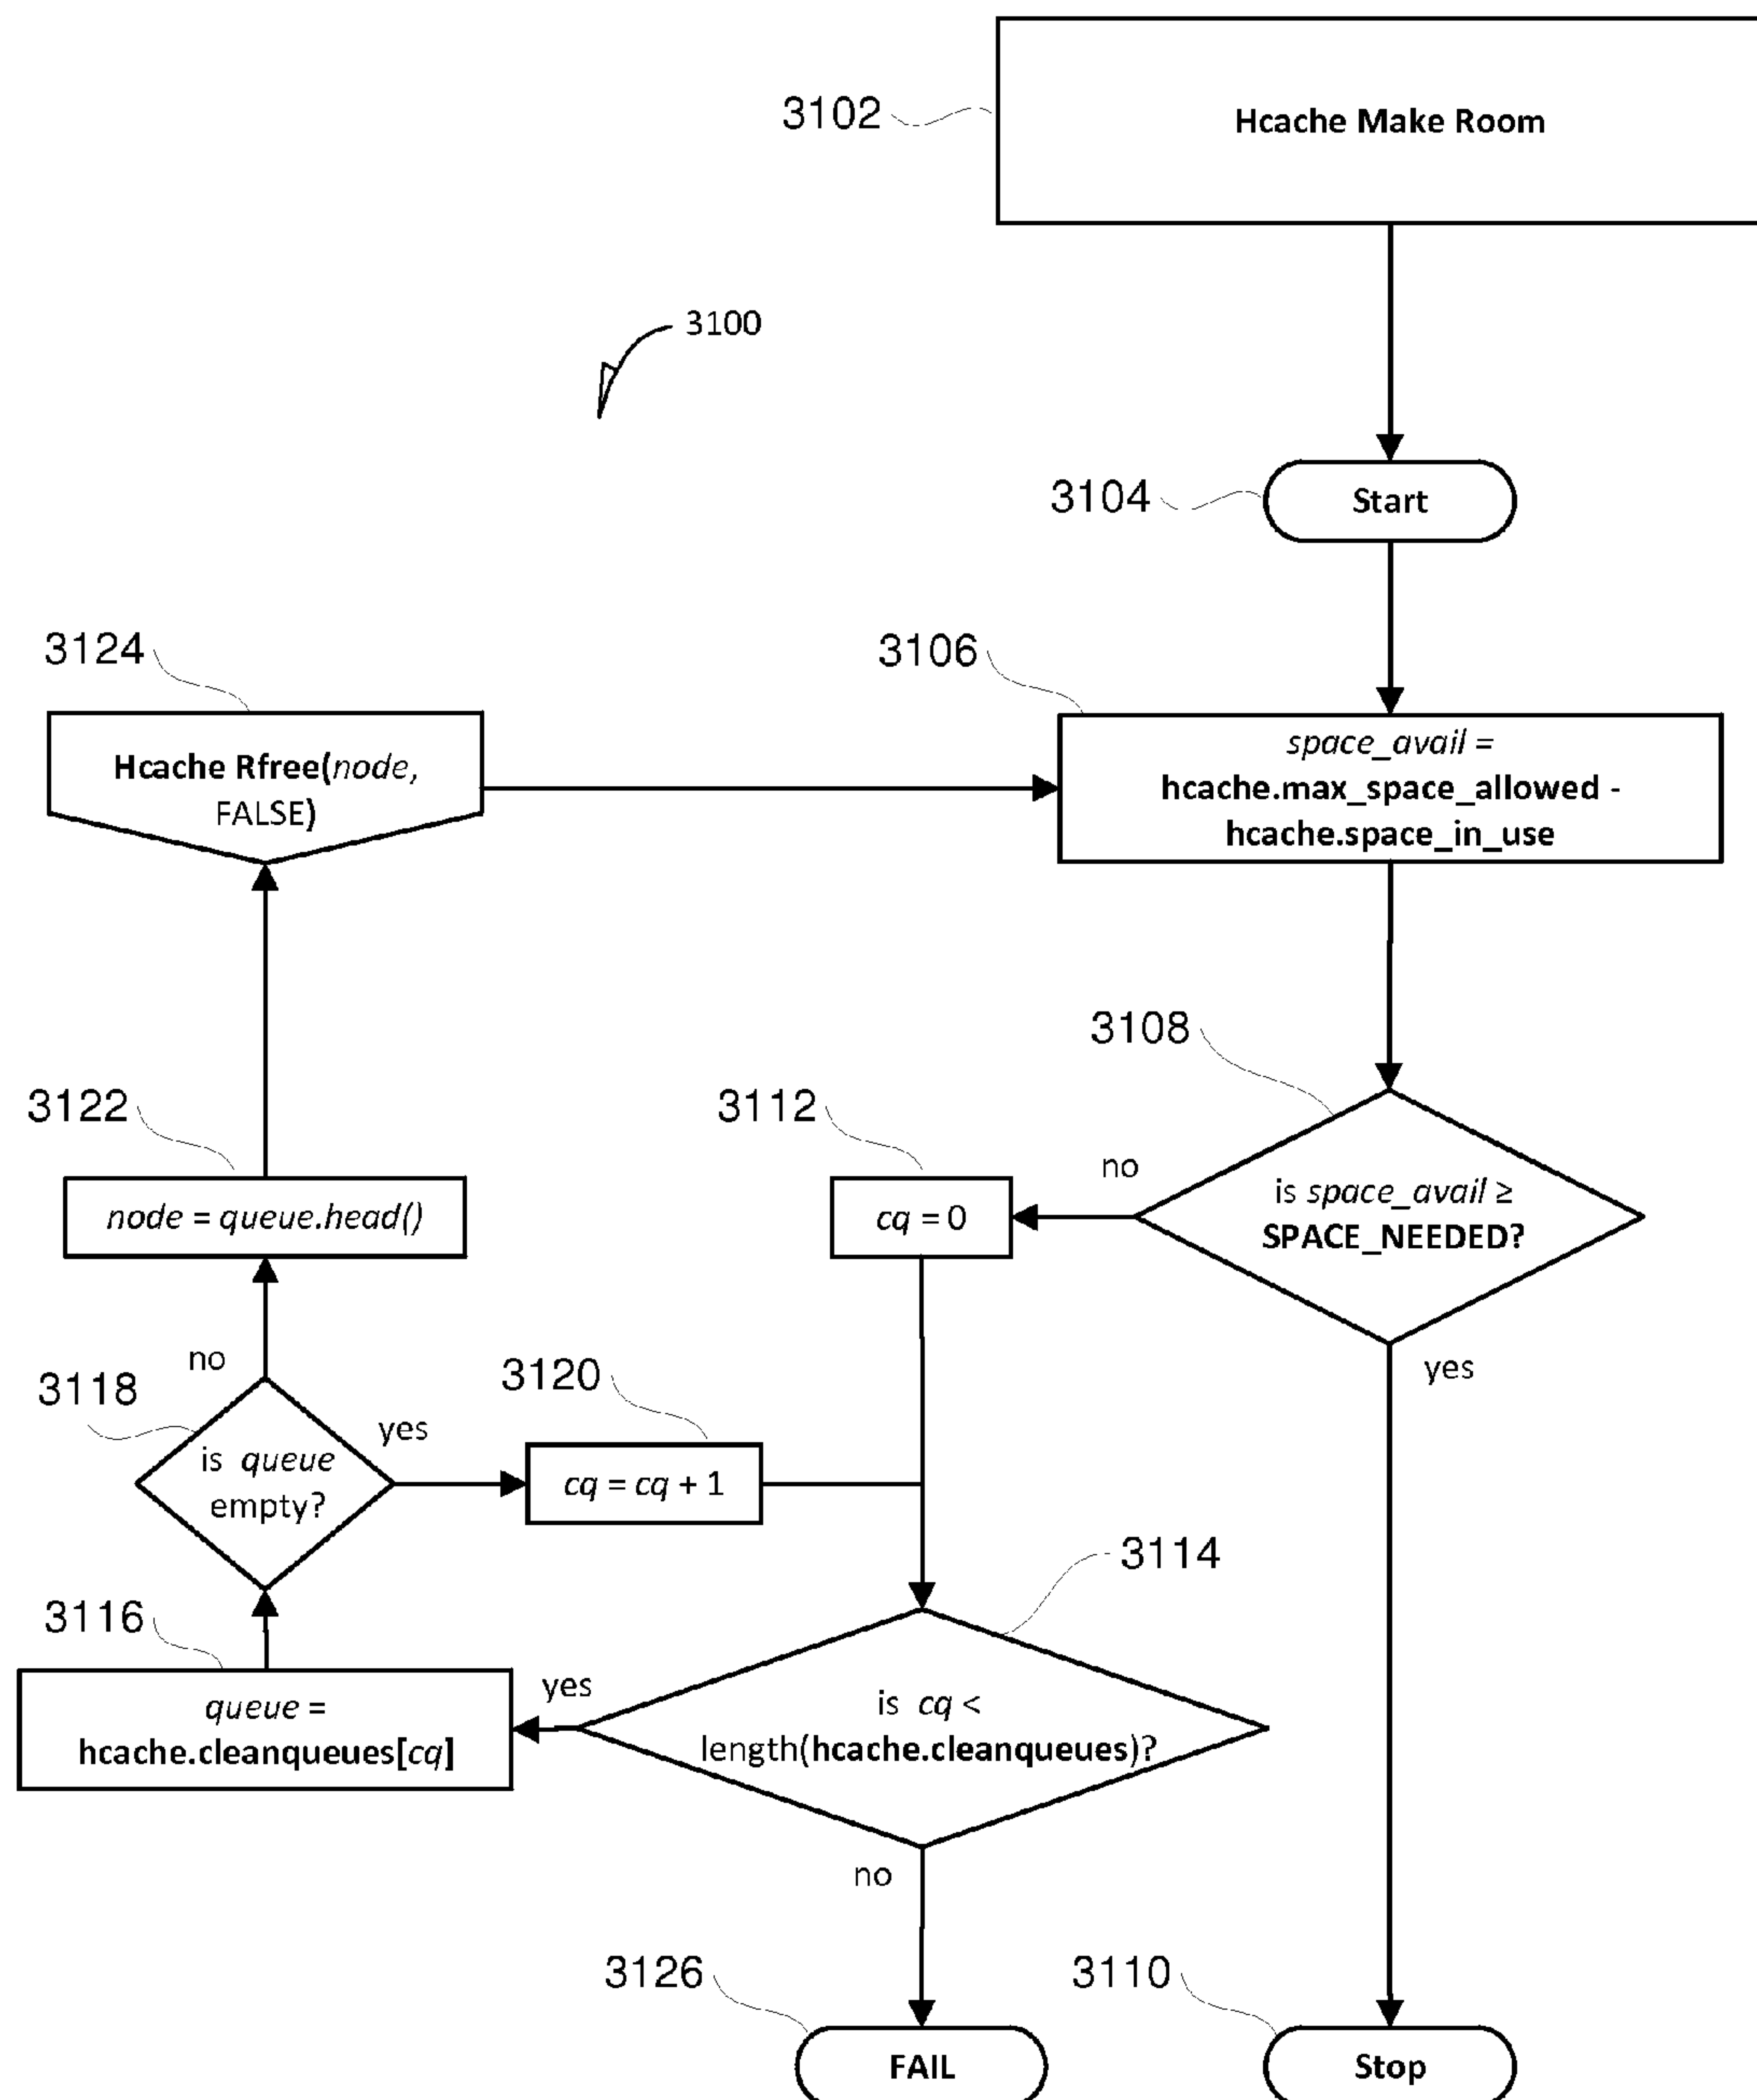 3102
Hcache Make Room
3100
3104
Start
3124
3106
Hcache Rfree(node,
FALSE)
space_avail =
hcache.max_space_allowed -
hcache.space_in_use
3108
3122
3112
no
node = queue.head()
cq = 0
is space_avail ≥
SPACE_NEEDED?
no
3118
3120
yes
yes
is queue
empty?
cq = cq + 1
3114
3116
yes
queue =
hcache.cleanqueues[cq]
is cq <
length(hcache.cleanqueues)?
no
3126
3110
FAIL
Stop